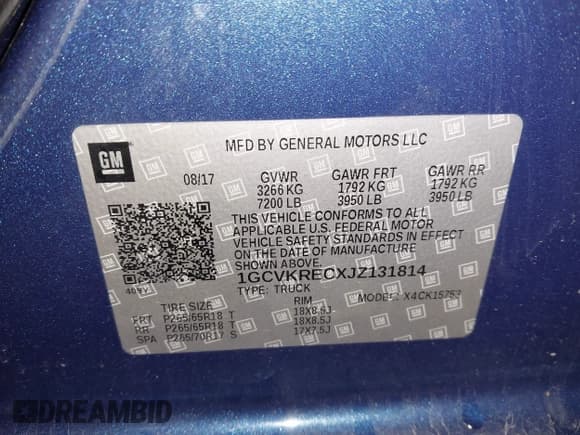 GM
MFD BY GENERAL MOTORS LLC
08/17 GVWR GAWR FRT GAWR RR
3266 KG 1792 KG 1792 KG
7200 LB 3950 LB 3950 LB
THIS VEHICLE CONFORMS TO ALL
APPLICABLE U.S. FEDERAL MOTOR
VEHICLE SAFETY STANDARDS IN EFFECT
ON THE DATE OF MANUFACTURE
SHOWN ABOVE.
1GCVKRECXJZ131814
TYPE: TRUCK MODEL: X4CK15753
TIRE SIZE RIM
FRT P265/65R18 T 18X8.5J
RR P265/65R18 T 18X8.5J
SPA P265/70R17 S 17X7.5J
DREAMBID